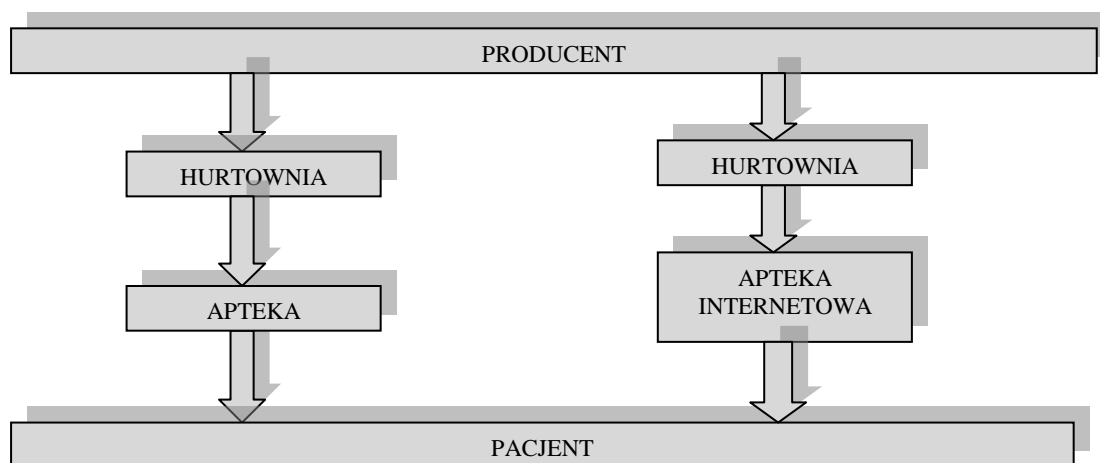 PRODUCENT
HURTOWNIA
HURTOWNIA
APTEKA
APTEKA
INTERNETOWA
PACJENT